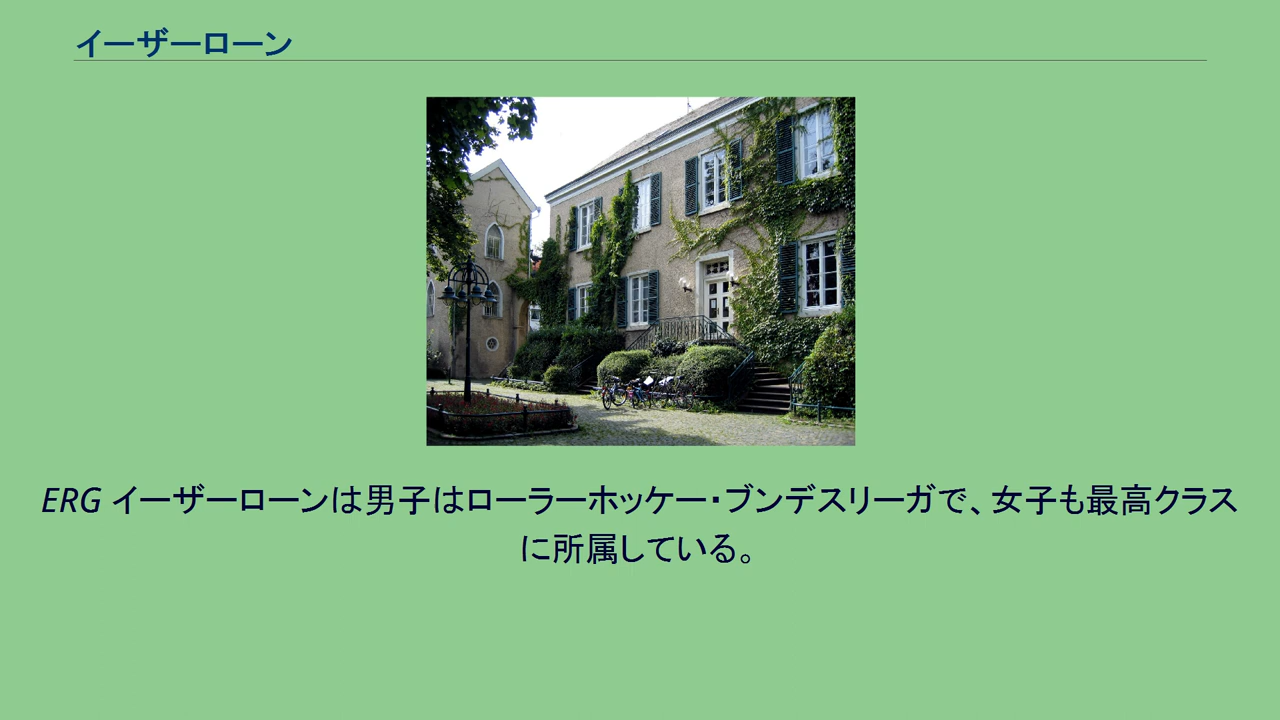 イーザーローン
ERG イーザーローンは男子はローラーホッケー・ブンデスリーガで、女子も最高クラス
に所属している。